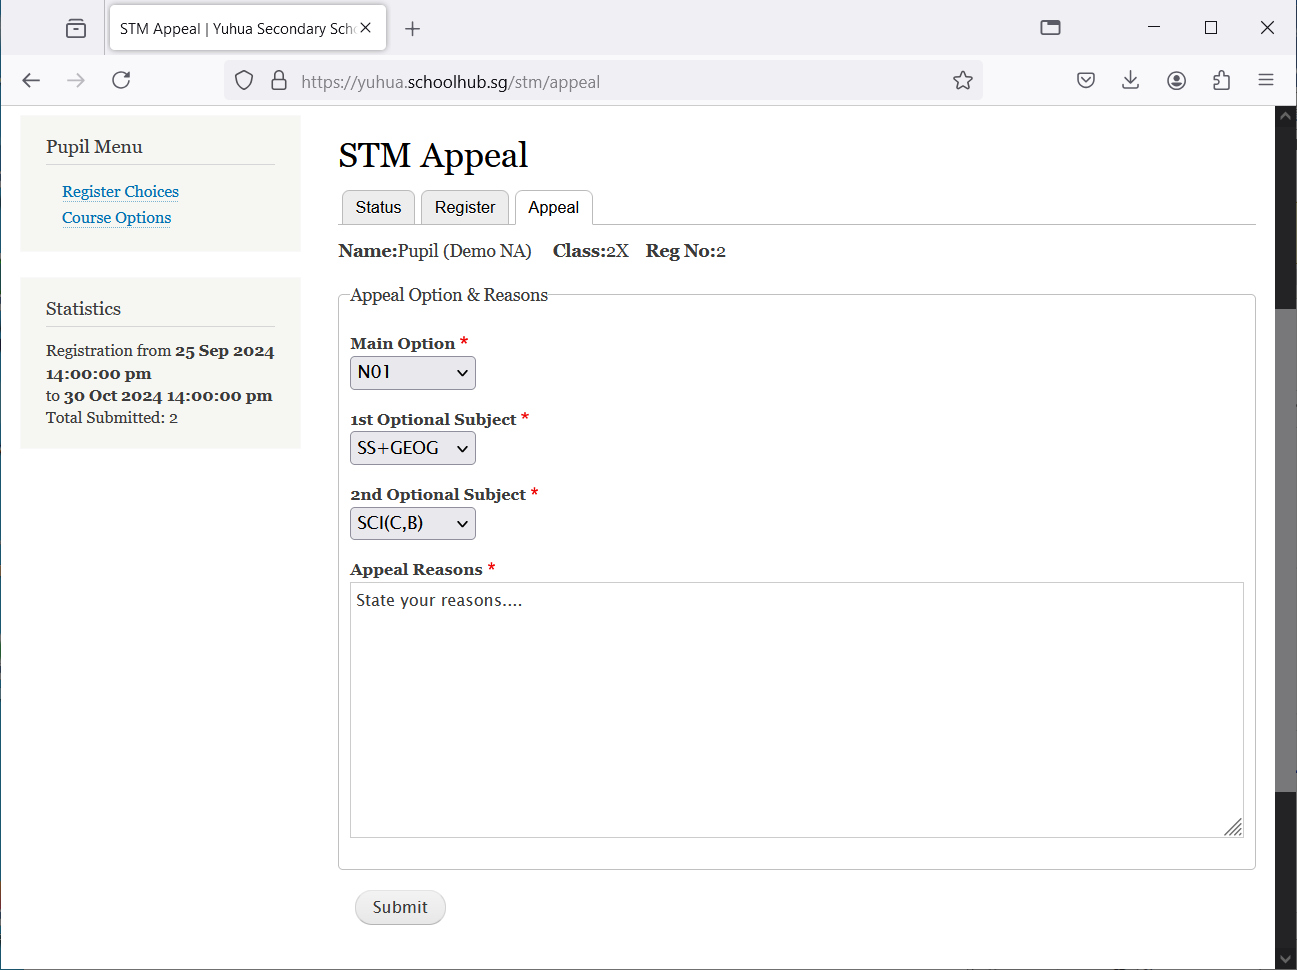 STM Appeal | Yuhua Secondary Sch
https://yuhua.schoolhub.sg/stm/appeal
Pupil Menu
Register Choices
Course Options
Statistics
Registration from 25 Sep 2024
14:00:00 pm
to 30 Oct 2024 14:00:00 pm
Total Submitted: 2
STM Appeal
Status Register Appeal
Name:Pupil (Demo NA) Class:2X Reg No:2
Appeal Option & Reasons
Main Option *
N01
1st Optional Subject *
SS+GEOG
2nd Optional Subject *
SCI(C,B)
Appeal Reasons *
State your reasons....
Submit